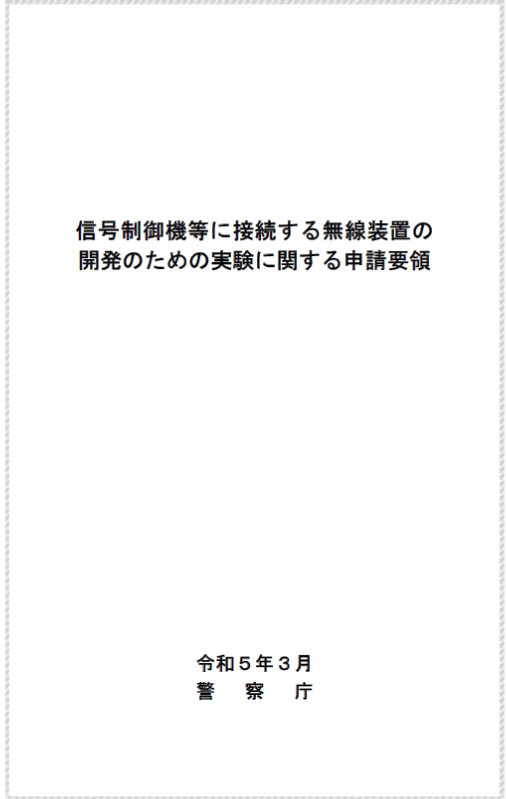 信号制御機等に接続する無線装置の
開発のための実験に関する申請要領
令和５年３月
警　察　庁